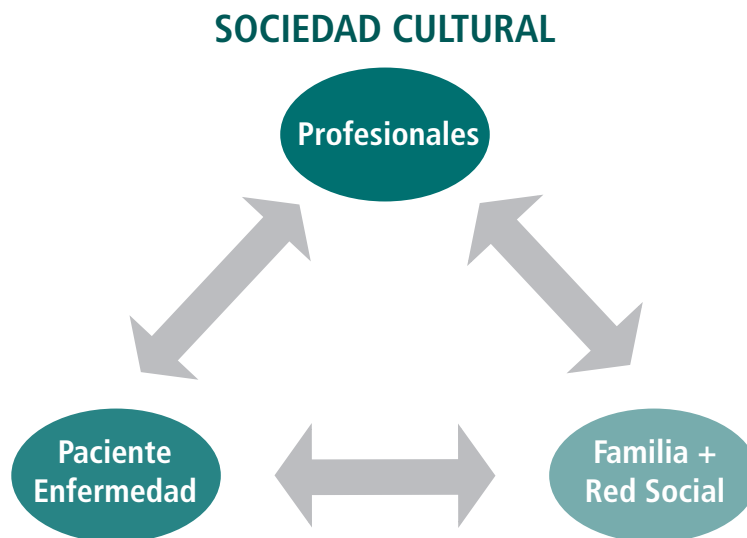 SOCIEDAD CULTURAL
Profesionales
Paciente
Enfermedad
Familia +
Red Social